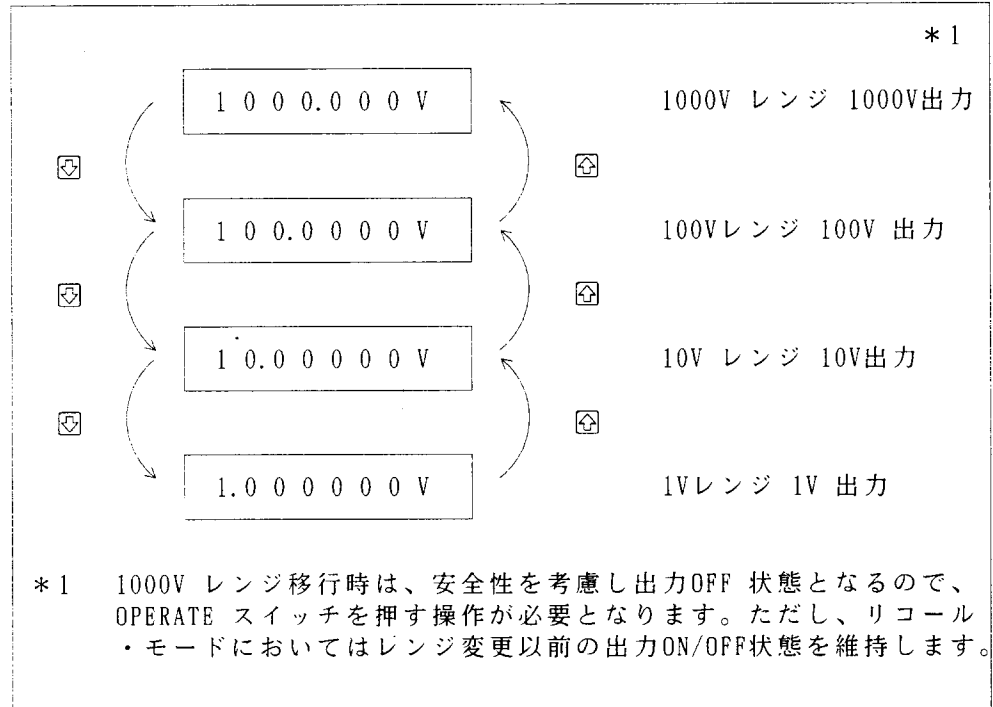 *1
1000.000V 1000V レンジ 1000V出力
⇩ ⇧
100.0000V 100Vレンジ 100V 出力
⇩ ⇧
10.00000V 10V レンジ 10V出力
⇩ ⇧
1.000000V 1Vレンジ 1V 出力
*1 1000V レンジ移行時は、安全性を考慮し出力OFF 状態となるので、
OPERATE スイッチを押す操作が必要となります。ただし、リコール
・モードにおいてはレンジ変更以前の出力ON/OFF状態を維持します。